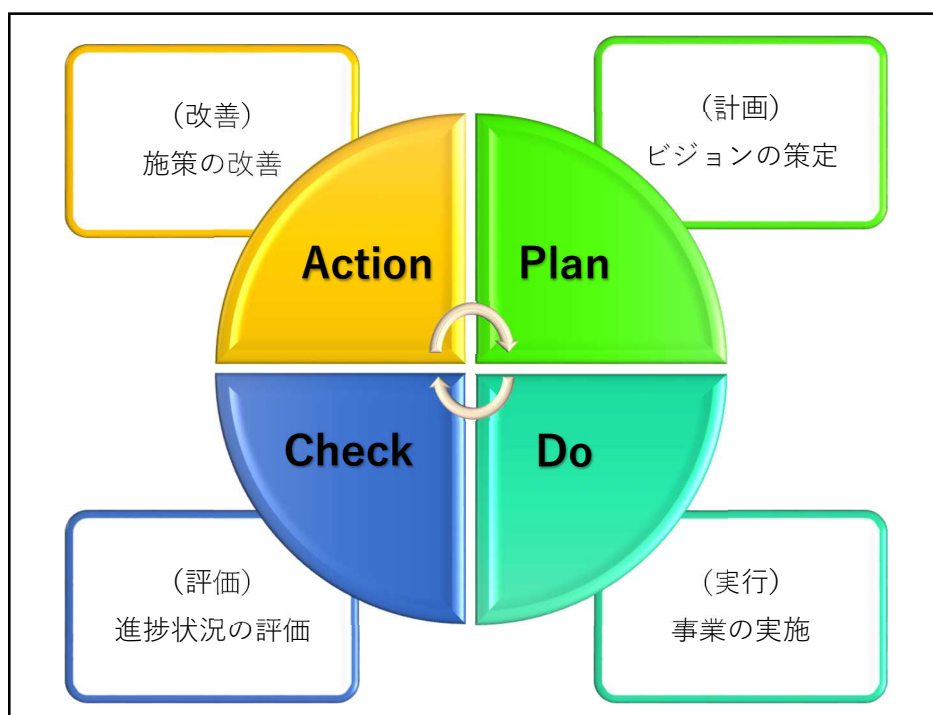 （改善）
施策の改善
（計画）
ビジョンの策定
Action
Plan
Check
Do
（評価）
進捗状況の評価
（実行）
事業の実施